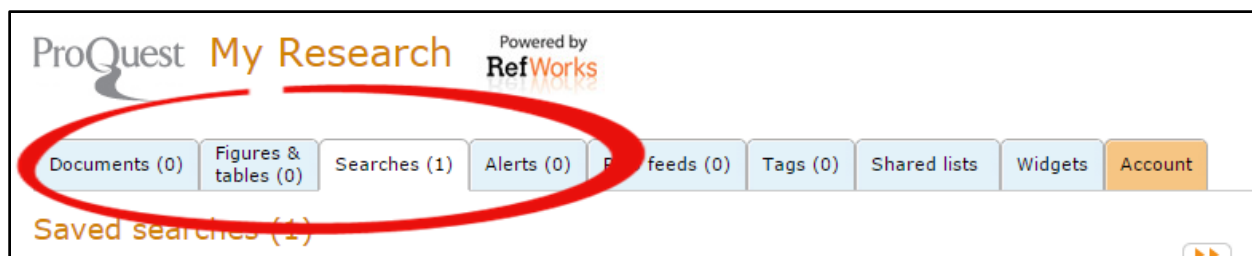 ProQuest My Research Powered by
RefWorks
Documents (0) Figures &
tables (0) Searches (1) Alerts (0) feeds (0) Tags (0) Shared lists Widgets Account
Saved searches (1)